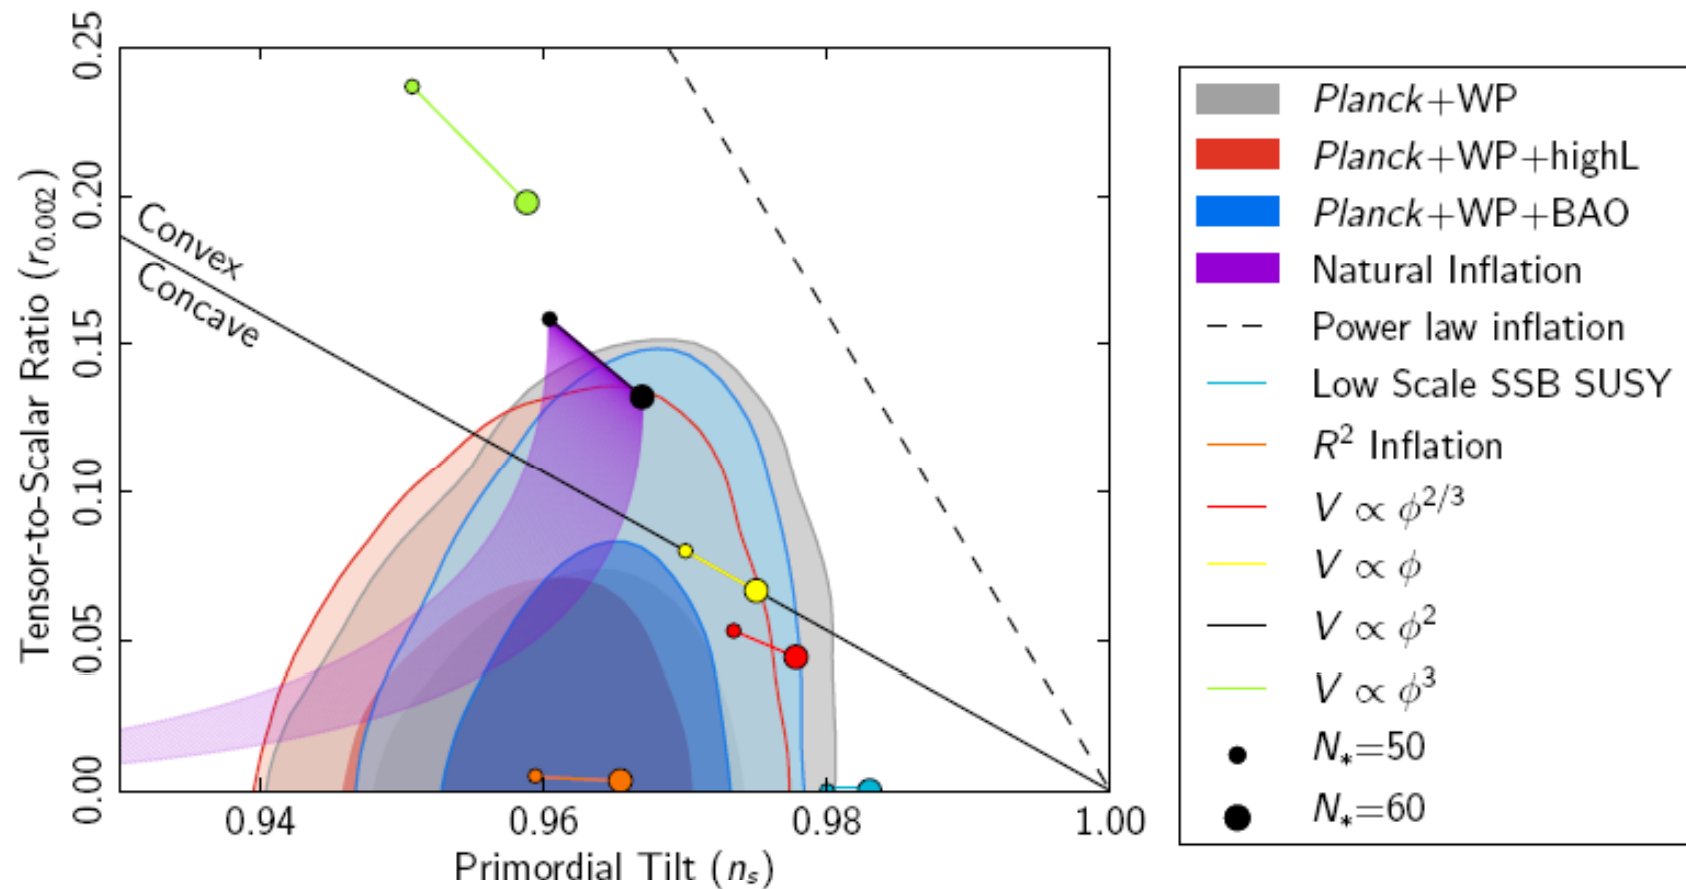 0.25
0.20
0.15
0.10
0.05
0.00
Tensor-to-Scalar Ratio (r0.002)
Convex
Concave
0.94 0.96 0.98 1.00
Primordial Tilt (ns)
Planck+WP
Planck+WP+highL
Planck+WP+BAO
Natural Inflation
Power law inflation
Low Scale SSB SUSY
R² Inflation
V ∝ ϕ^2/3
V ∝ ϕ
V ∝ ϕ²
V ∝ ϕ³
N*=50
N*=60